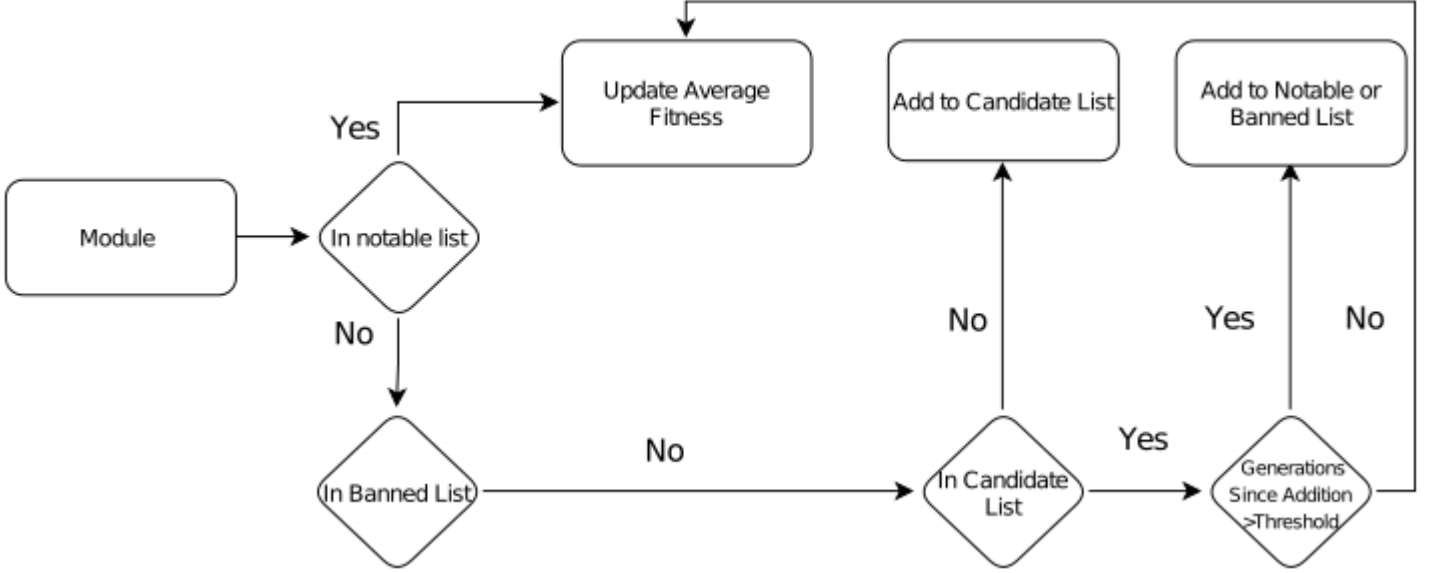 Update Average
Fitness
Add to Candidate List
Add to Notable or
Banned List
Yes
Module
In notable list
No
No
Yes
No
No
Yes
In Banned List
In Candidate
List
Generations
Since Addition
>Threshold